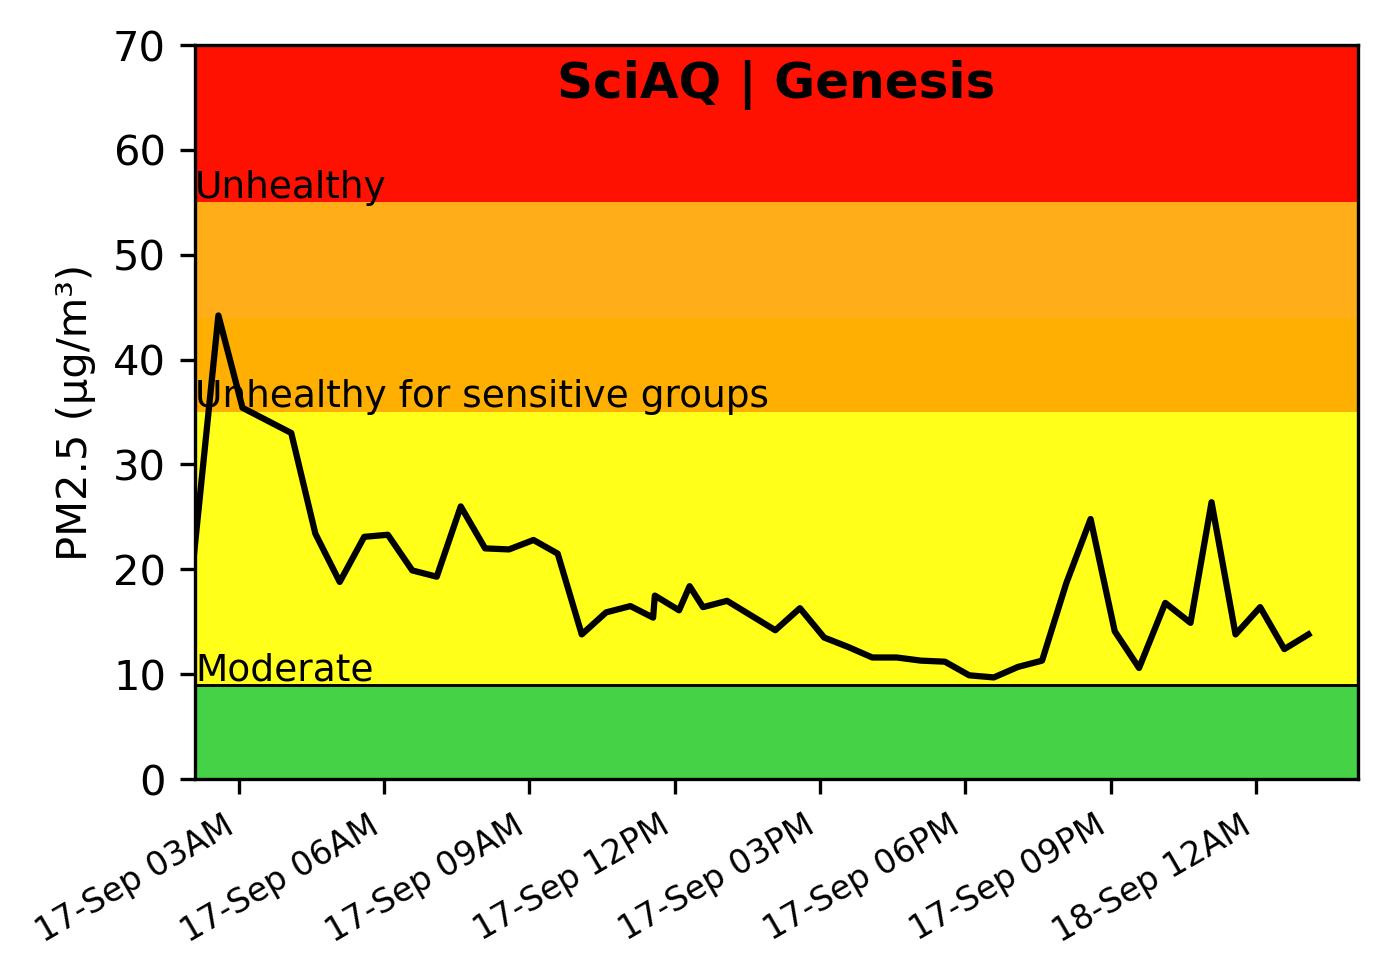 SciAQ | Genesis
70
60
50
40
30
20
10
0
PM2.5 (µg/m³)
Unhealthy
Unhealthy for sensitive groups
Moderate
17-Sep 03AM
17-Sep 06AM
17-Sep 09AM
17-Sep 12PM
17-Sep 03PM
17-Sep 06PM
17-Sep 09PM
18-Sep 12AM